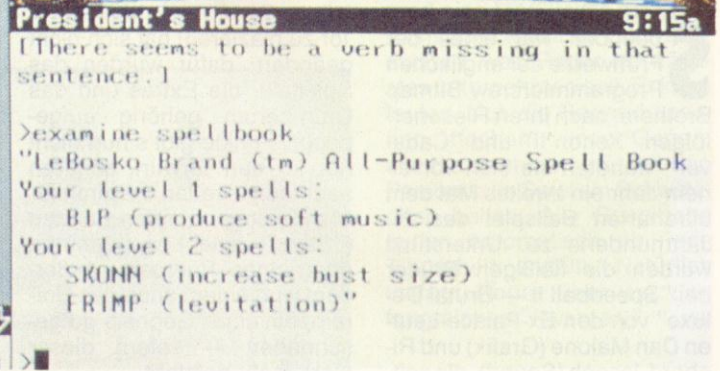 President's House 9:15a
[There seems to be a verb missing in that
sentence.]
>examine spellbook
"LeBosko Brand (tm) All-Purpose Spell Book
Your level 1 spells:
BIP (produce soft music)
Your level 2 spells:
SKONN (increase bust size)
FRIMP (levitation)"
>